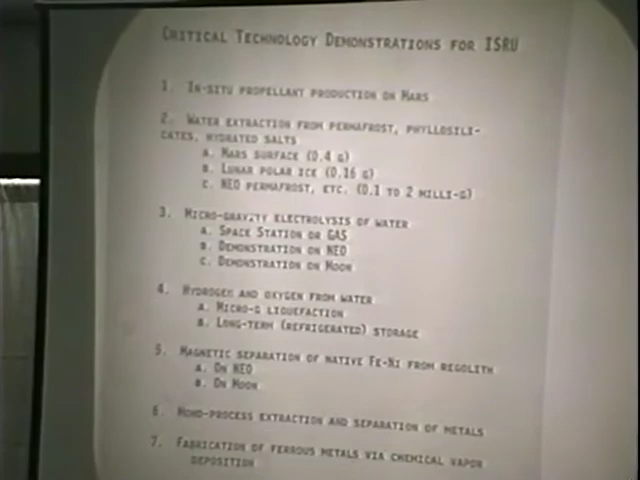 Critical Technology Demonstrations for ISRU
1. In-situ propellant production on Mars
2. Water extraction from permafrost, phyllosili-
cates, hydrated salts
a. Mars surface (0.4 g)
b. Lunar polar ice (0.16 g)
c. NEO permafrost, etc. (0.1 to 2 milli-g)
3. Micro-gravity electrolysis of water
a. Space Station or GAS
b. Demonstration on NEO
c. Demonstration on Moon
4. Hydrogen and oxygen from water
a. Micro-g liquefaction
b. Long-term (refrigerated) storage
5. Magnetic separation of native Fe-Ni from regolith
a. On NEO
b. On Moon
6. Mono-process extraction and separation of metals
7. Fabrication of ferrous metals via chemical vapor
deposition